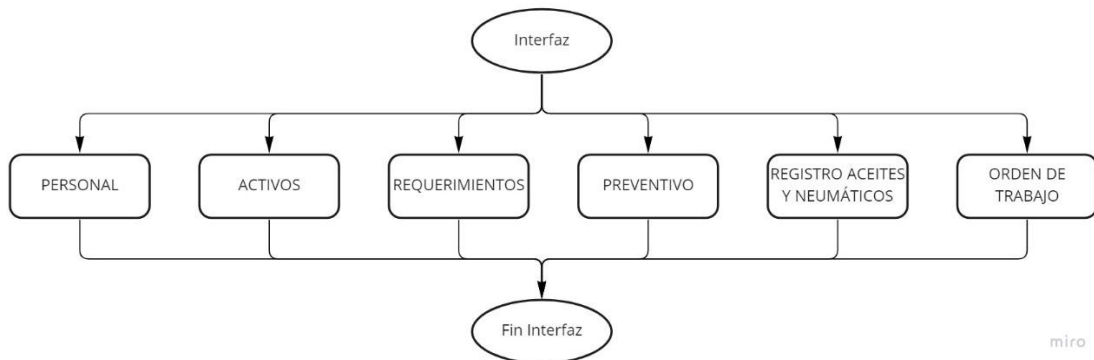 Interfaz
PERSONAL
ACTIVOS
REQUERIMIENTOS
PREVENTIVO
REGISTRO ACEITES
Y NEUMÁTICOS
ORDEN DE
TRABAJO
Fin Interfaz
miro